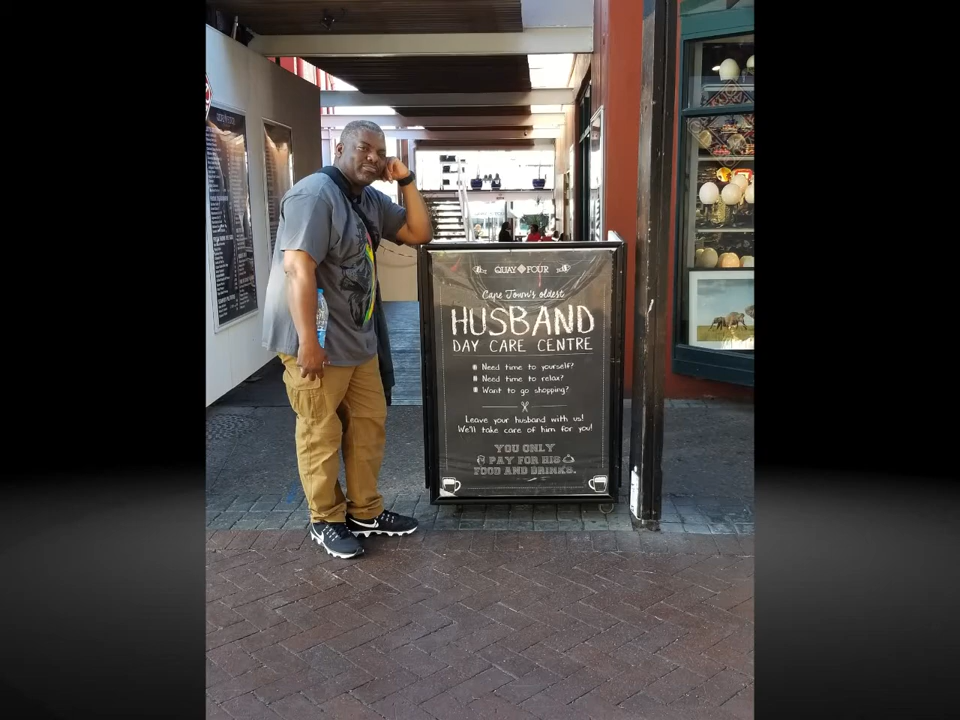 QUAY FOUR
Cape Town's oldest
HUSBAND
DAY CARE CENTRE
Need time to yourself?
Need time to relax?
Want to go shopping?
Leave your husband with us!
We'll take care of him for you!
YOU ONLY
PAY FOR HIS
FOOD AND DRINKS.